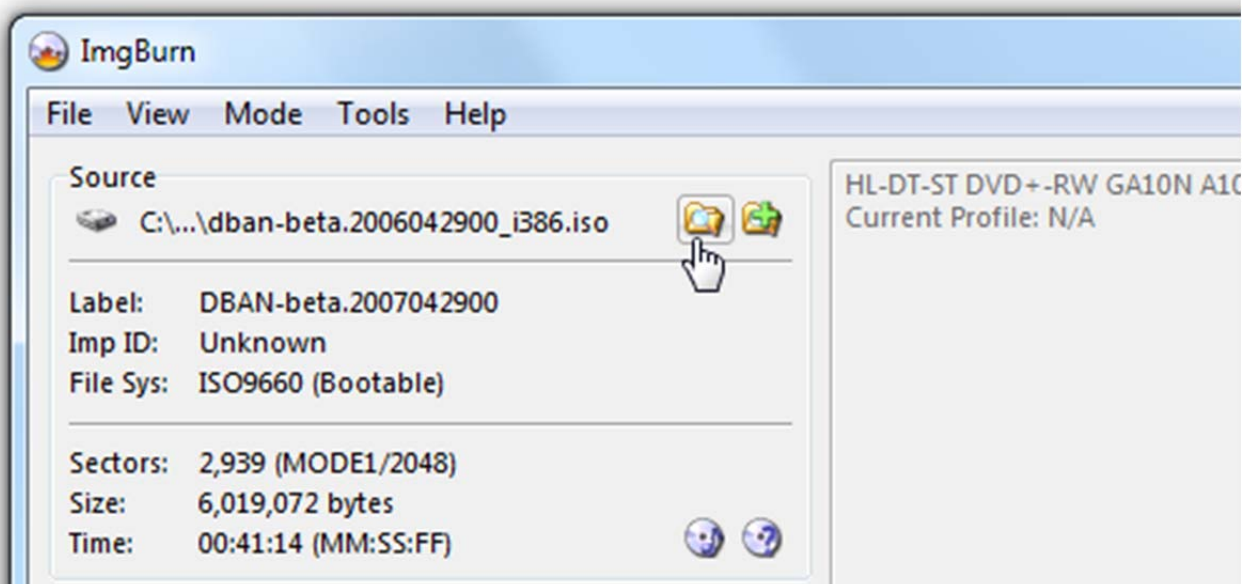 ImgBurn
File View Mode Tools Help
Source
C:\...\dban-beta.2006042900_i386.iso
Label: DBAN-beta.2007042900
Imp ID: Unknown
File Sys: ISO9660 (Bootable)
Sectors: 2,939 (MODE1/2048)
Size: 6,019,072 bytes
Time: 00:41:14 (MM:SS:FF)
HL-DT-ST DVD+-RW GA10N
Current Profile: N/A